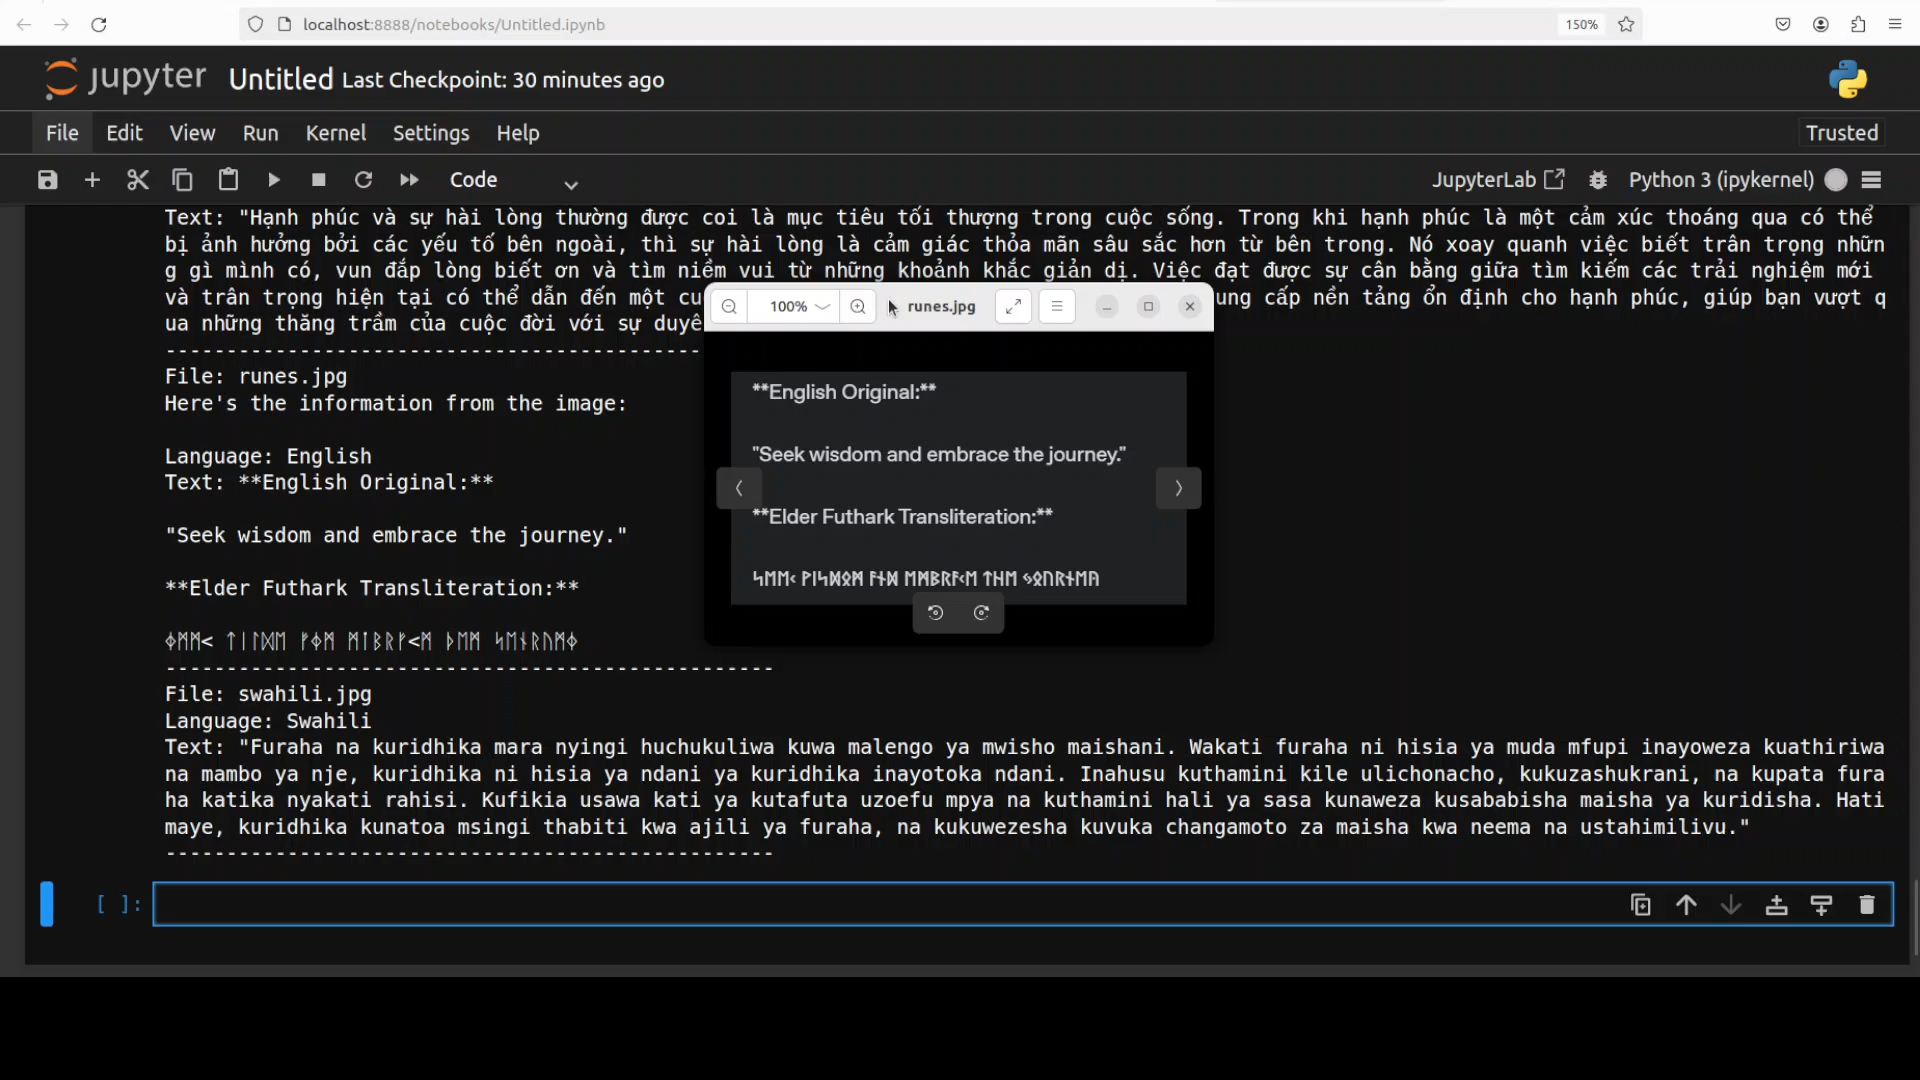 localhost:8888/notebooks/Untitled.ipynb
150%
jupyter Untitled Last Checkpoint: 30 minutes ago
File Edit View Run Kernel Settings Help
Trusted
Code
JupyterLab
Python 3 (ipykernel)
Text: "Hạnh phúc và sự hài lòng thường được coi là mục tiêu tối thượng trong cuộc sống. Trong khi hạnh phúc là một cảm xúc thoáng qua có thể
bị ảnh hưởng bởi các yếu tố bên ngoài, thì sự hài lòng là cảm giác thỏa mãn sâu sắc hơn từ bên trong. Nó xoay quanh việc biết trân trọng nhữn
g gì mình có, vun đắp lòng biết ơn và tìm niềm vui từ những khoảnh khắc giản dị. Việc đạt được sự cân bằng giữa tìm kiếm các trải nghiệm mới
và trân trọng hiện tại có thể dẫn đến một cu
ung cấp nền tảng ổn định cho hạnh phúc, giúp bạn vượt q
ua những thăng trầm của cuộc đời với sự duyê
--------------------------------------------
File: runes.jpg
Here's the information from the image:
Language: English
Text: **English Original:**
"Seek wisdom and embrace the journey."
**Elder Futhark Transliteration:**
ᛄᛗᛗ< ᛏᛁᛚᛞᛖ ᚠᛄᛗ ᛗᛙᛒᚱᚠ<ᛗ ᚦᛖᛗ ᛋᛖᚾᚱᚢᛗᛄ
--------------------------------------------------
File: swahili.jpg
Language: Swahili
Text: "Furaha na kuridhika mara nyingi huchukuliwa kuwa malengo ya mwisho maishani. Wakati furaha ni hisia ya muda mfupi inayoweza kuathiriwa
na mambo ya nje, kuridhika ni hisia ya ndani ya kuridhika inayotoka ndani. Inahusu kuthamini kile ulichonacho, kukuzashukrani, na kupata fura
ha katika nyakati rahisi. Kufikia usawa kati ya kutafuta uzoefu mpya na kuthamini hali ya sasa kunaweza kusababisha maisha ya kuridisha. Hati
maye, kuridhika kunatoa msingi thabiti kwa ajili ya furaha, na kukuwezesha kuvuka changamoto za maisha kwa neema na ustahimilivu."
--------------------------------------------------
[ ]:
100%
runes.jpg
**English Original:**
"Seek wisdom and embrace the journey."
**Elder Futhark Transliteration:**
ᛋᛖᛖᚲ ᚹᛁᛋᛞᛟᛗ ᚨᚾᛞ ᛖᛗᛒᚱᚨᚲᛖ ᛏᚺᛖ ᛃᛟᚢᚱᚾᛖᚤ